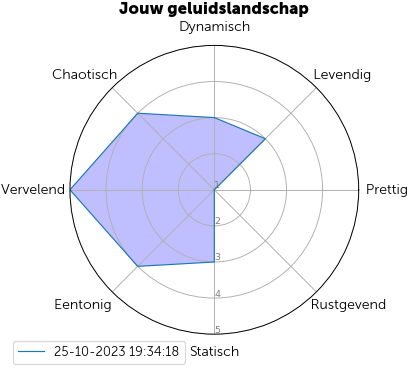 Jouw geluidslandschap
Dynamisch
Chaotisch
Levendig
Vervelend
1
Prettig
2
3
4
Eentonig
Rustgevend
5
25-10-2023 19:34:18
Statisch